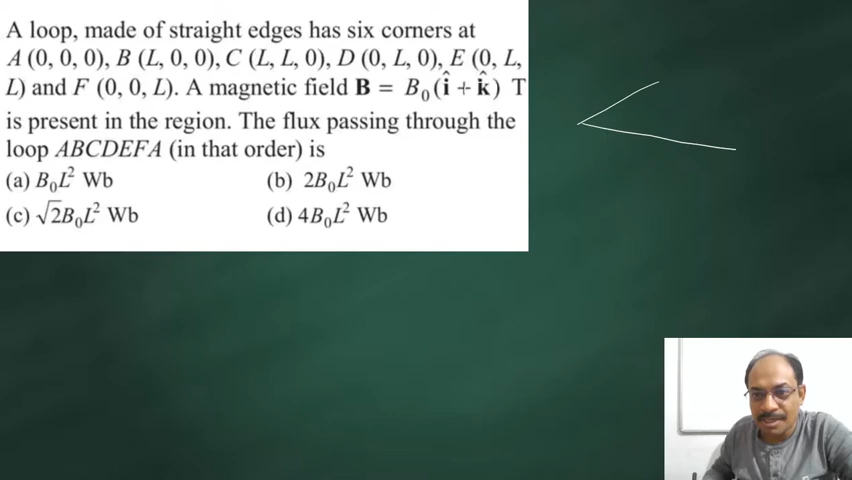 A loop, made of straight edges has six corners at
A (0, 0, 0), B (L, 0, 0), C (L, L, 0), D (0, L, 0), E (0, L,
L) and F (0, 0, L). A magnetic field B = B₀(î + k̂) T
is present in the region. The flux passing through the
loop ABCDEFA (in that order) is
(a) B₀L² Wb (b) 2B₀L² Wb
(c) √2B₀L² Wb (d) 4B₀L² Wb